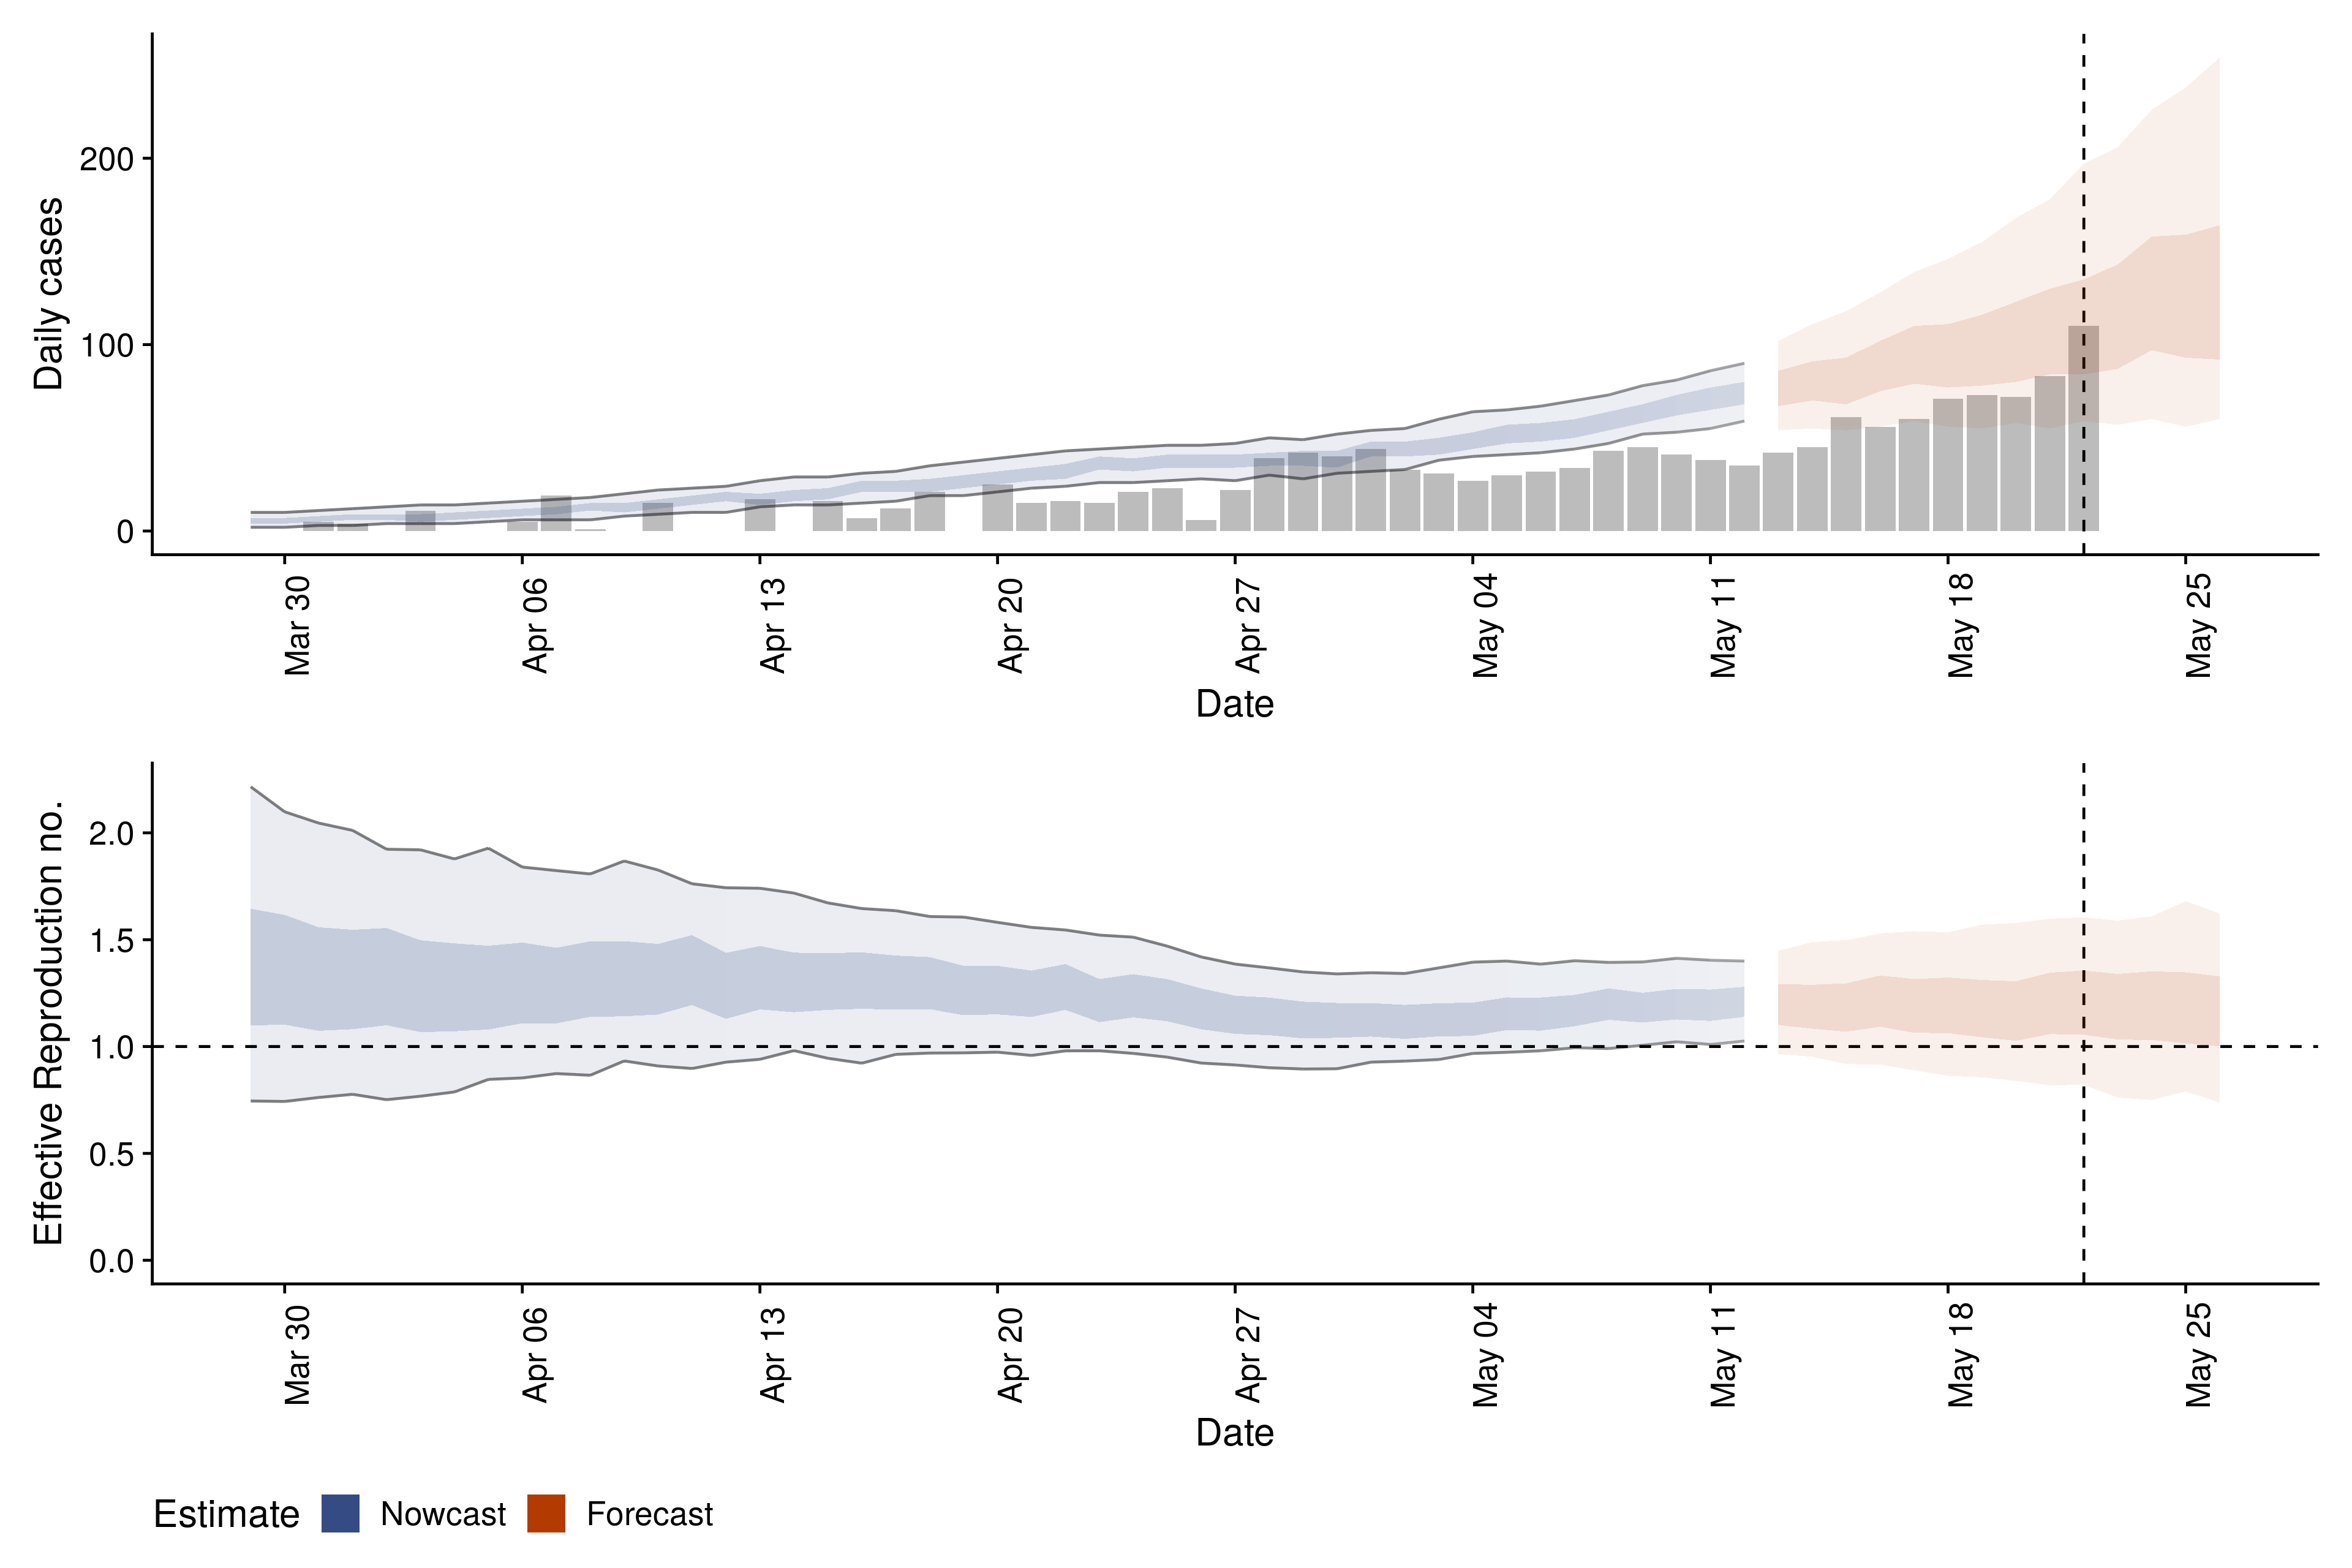 Daily cases
200
100
0
Mar 30
Apr 06
Apr 13
Apr 20
Apr 27
May 04
May 11
May 18
May 25
Date
Effective Reproduction no.
2.0
1.5
1.0
0.5
0.0
Mar 30
Apr 06
Apr 13
Apr 20
Apr 27
May 04
May 11
May 18
May 25
Date
Estimate Nowcast Forecast